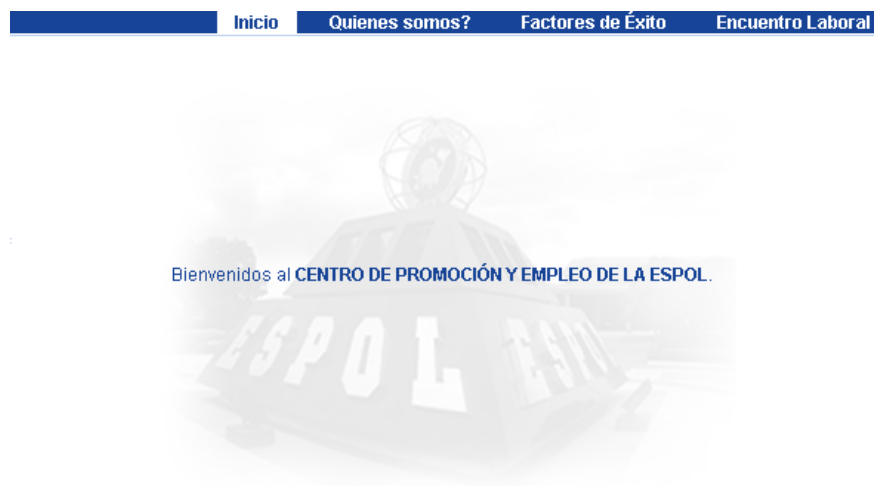 Inicio Quienes somos? Factores de Éxito Encuentro Laboral
Bienvenidos al CENTRO DE PROMOCIÓN Y EMPLEO DE LA ESPOL.
ESPOL ESPOL